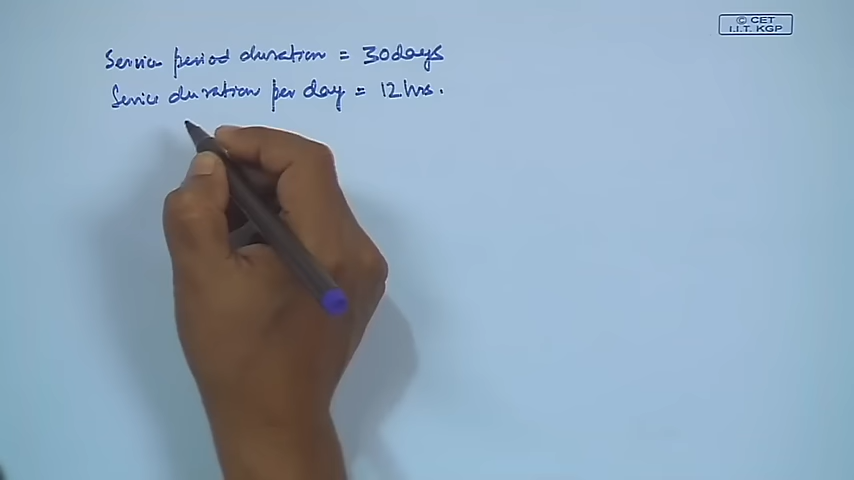 © CET
I.I.T. KGP
Service period duration = 30 days
Service duration per day = 12 hrs.